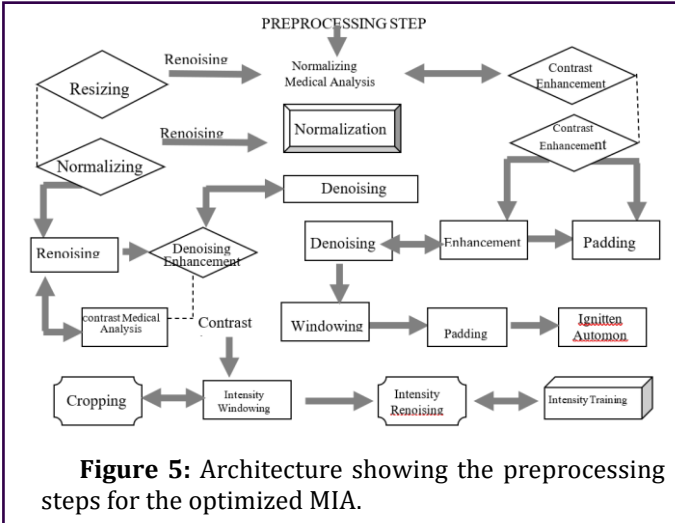 PREPROCESSING STEP
Renoising
Normalizing
Medical Analysis
Resizing
Contrast
Enhancement
Renoising
Normalization
Contrast
Enhancement
Normalizing
Denoising
Renoising
Denoising
Enhancement
Denoising
Enhancement
Padding
contrast Medical
Analysis
Contrast
Windowing
Padding
Ignitten
Automon
Cropping
Intensity
Windowing
Intensity
Renoising
Intensity Training
Figure 5: Architecture showing the preprocessing
steps for the optimized MIA.